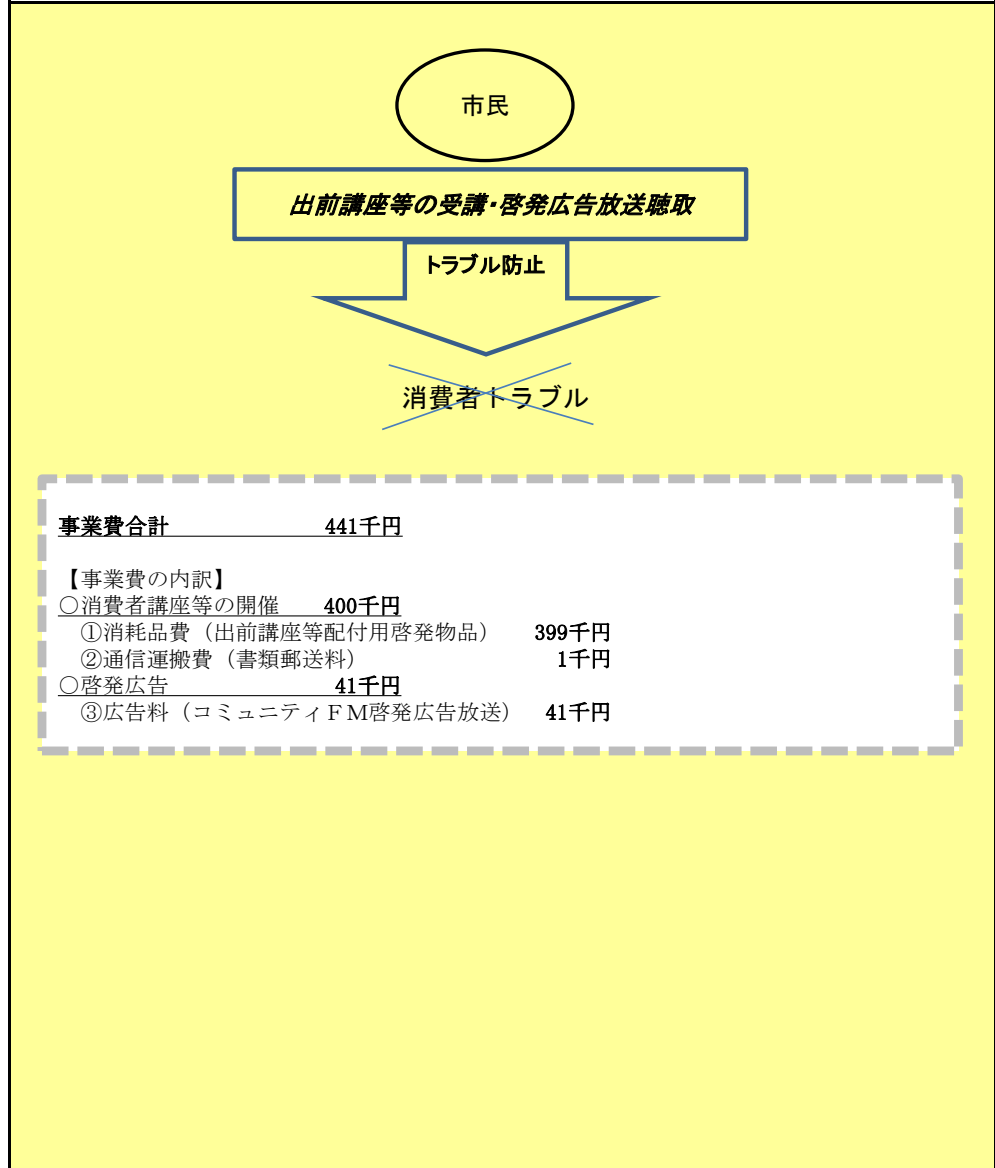 市民
出前講座等の受講・啓発広告放送聴取
トラブル防止
消費者トラブル
事業費合計 441千円
【事業費の内訳】
○消費者講座等の開催 400千円
①消耗品費（出前講座等配付用啓発物品） 399千円
②通信運搬費（書類郵送料） 1千円
○啓発広告 41千円
③広告料（コミュニティＦＭ啓発広告放送） 41千円